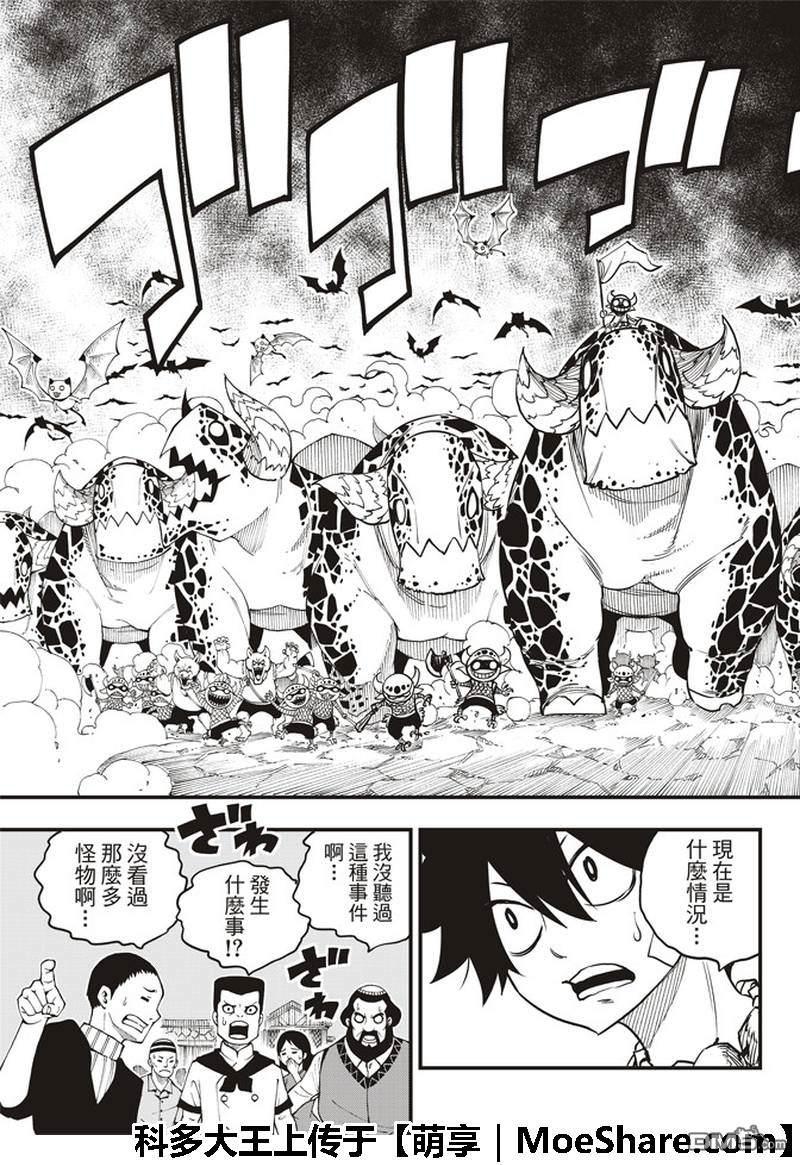 ゴゴゴ
現在是
什麼情況…
我沒聽過
這種事件
啊…
ざわ
發生
什麼事!?
ざわ
沒看過
那麼多
怪物啊…
科多大王上传于【萌享｜MoeShare.com】